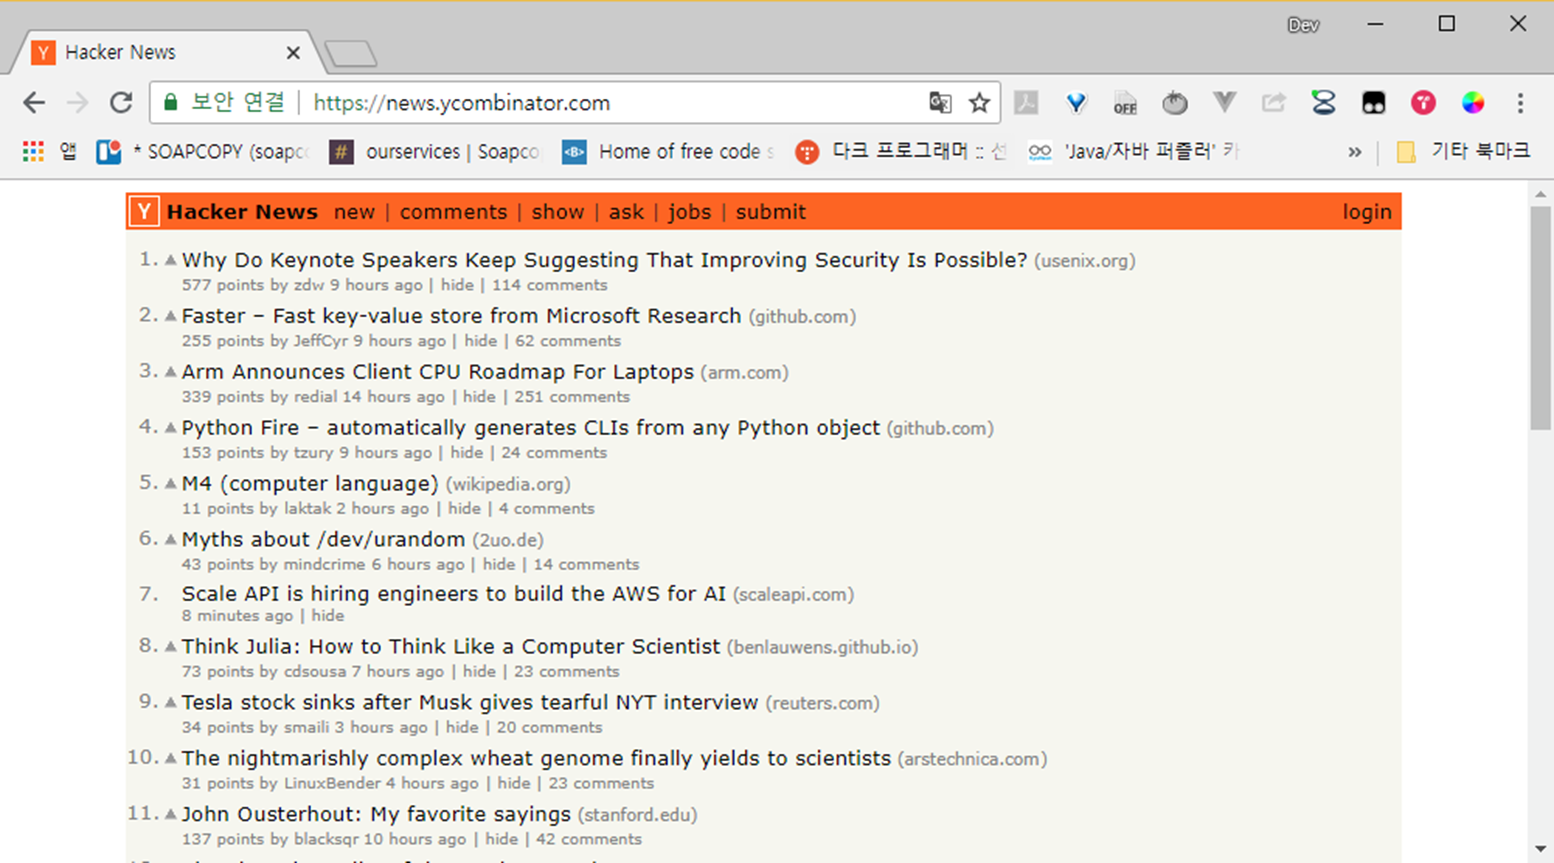 Dev
Y Hacker News
보안 연결 | https://news.ycombinator.com
OFF
앱 * SOAPCOPY (soapc # ourservices | Soapco <B> Home of free code s 다크 프로그래머 :: 선 'Java/자바 퍼즐러' 카 » 기타 북마크
Y Hacker News new | comments | show | ask | jobs | submit login
1. Why Do Keynote Speakers Keep Suggesting That Improving Security Is Possible? (usenix.org)
577 points by zdw 9 hours ago | hide | 114 comments
2. Faster – Fast key-value store from Microsoft Research (github.com)
255 points by JeffCyr 9 hours ago | hide | 62 comments
3. Arm Announces Client CPU Roadmap For Laptops (arm.com)
339 points by redial 14 hours ago | hide | 251 comments
4. Python Fire – automatically generates CLIs from any Python object (github.com)
153 points by tzury 9 hours ago | hide | 24 comments
5. M4 (computer language) (wikipedia.org)
11 points by laktak 2 hours ago | hide | 4 comments
6. Myths about /dev/urandom (2uo.de)
43 points by mindcrime 6 hours ago | hide | 14 comments
7. Scale API is hiring engineers to build the AWS for AI (scaleapi.com)
8 minutes ago | hide
8. Think Julia: How to Think Like a Computer Scientist (benlauwens.github.io)
73 points by cdsousa 7 hours ago | hide | 23 comments
9. Tesla stock sinks after Musk gives tearful NYT interview (reuters.com)
34 points by smaili 3 hours ago | hide | 20 comments
10. The nightmarishly complex wheat genome finally yields to scientists (arstechnica.com)
31 points by LinuxBender 4 hours ago | hide | 23 comments
11. John Ousterhout: My favorite sayings (stanford.edu)
137 points by blacksqr 10 hours ago | hide | 42 comments